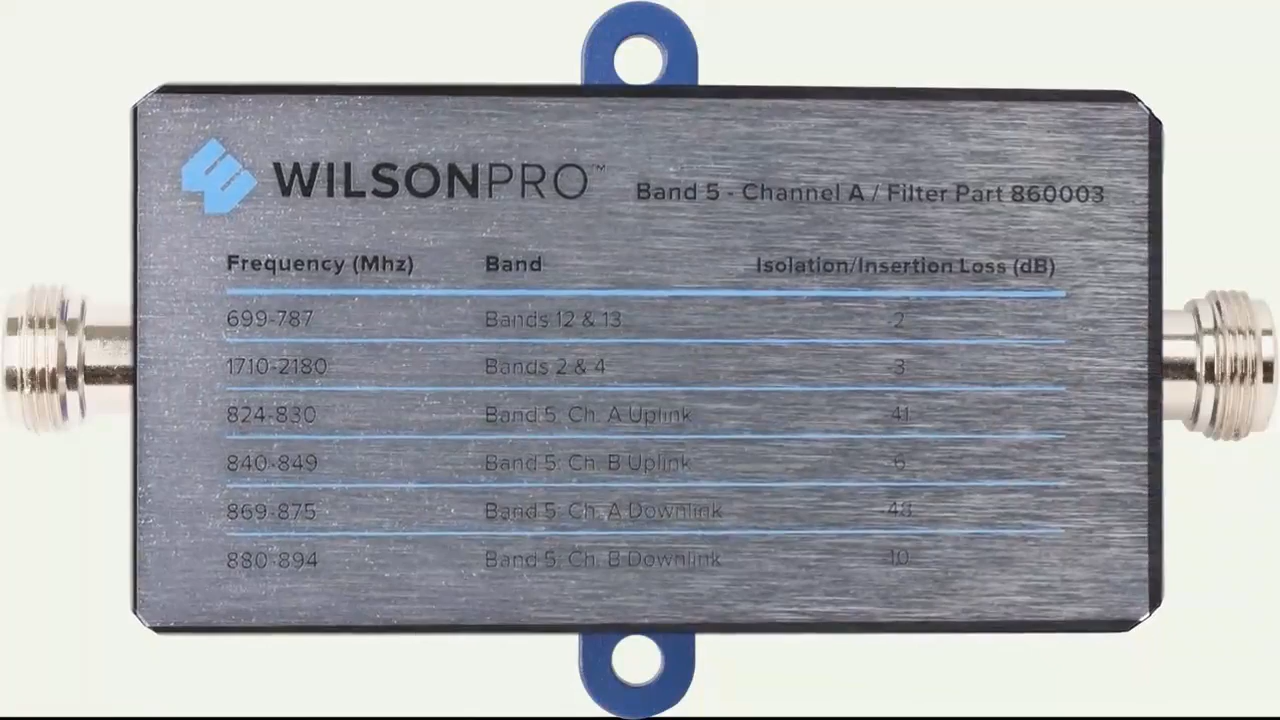 WILSONPRO™ Band 5 - Channel A / Filter Part 860003
Frequency (Mhz) Band Isolation/Insertion Loss (dB)
699-787 Bands 12 & 13 -2
1710-2180 Bands 2 & 4 -3
824-830 Band 5: Ch. A Uplink -41
840-849 Band 5: Ch. B Uplink -6
869-875 Band 5: Ch. A Downlink -48
880-894 Band 5: Ch. B Downlink -10